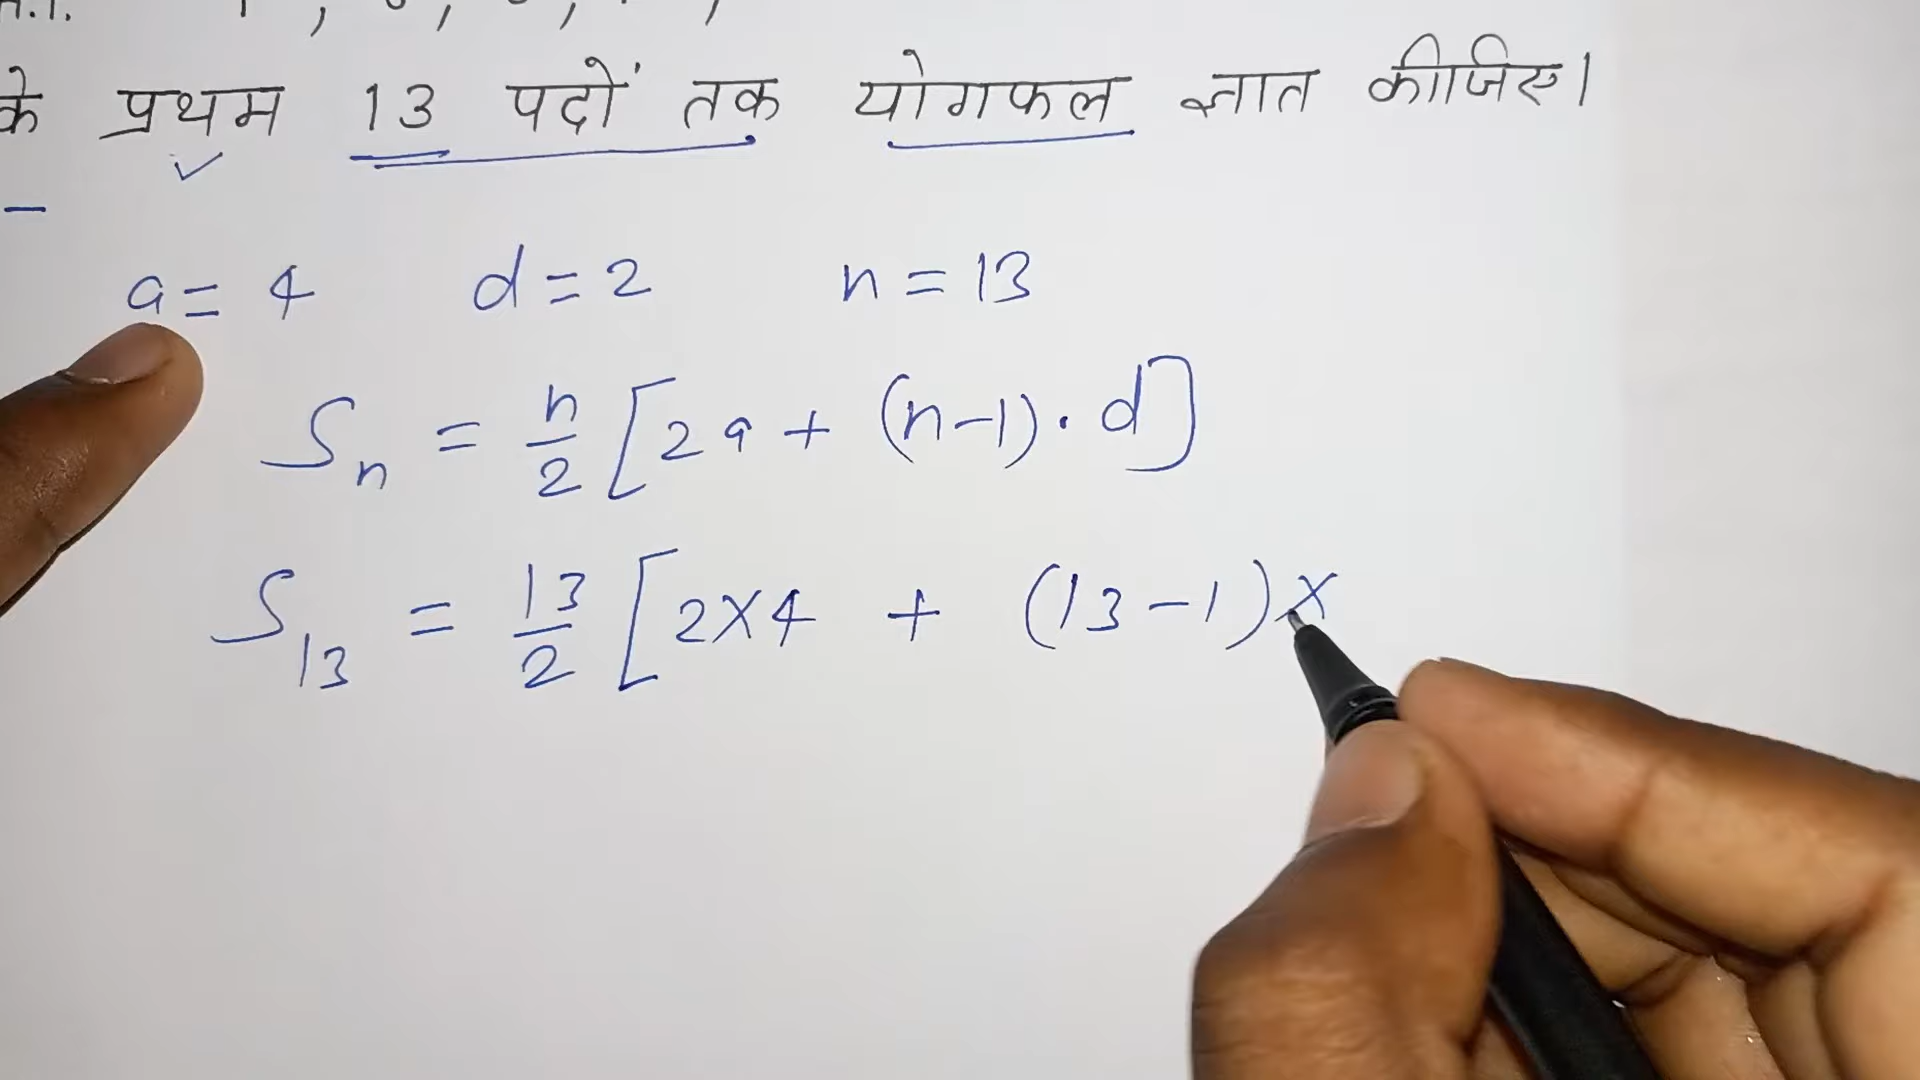 के प्रथम 13 पदों तक योगफल ज्ञात कीजिए।
a = 4 d = 2 n = 13
Sn = n/2 [2a + (n-1) · d]
S13 = 13/2 [2×4 + (13-1)×